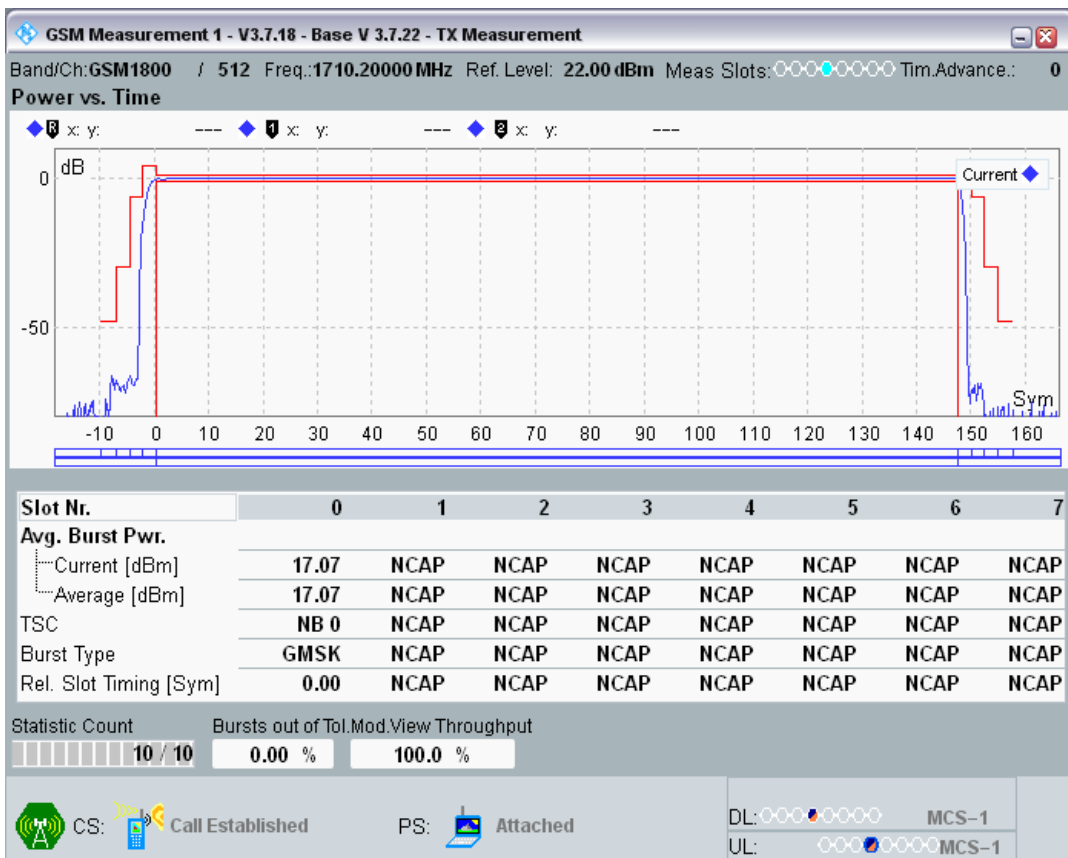 GSM Measurement 1 - V3.7.18 - Base V 3.7.22 - TX Measurement
Band/Ch:GSM1800 / 512 Freq.:1710.20000 MHz Ref. Level: 22.00 dBm Meas Slots: Tim.Advance.: 0
Power vs. Time
R x: y: --- 1 x: y: --- 2 x: y: ---
dB
0
Current
-50
Sym
-10 0 10 20 30 40 50 60 70 80 90 100 110 120 130 140 150 160
Slot Nr. 0 1 2 3 4 5 6 7
Avg. Burst Pwr.
Current [dBm] 17.07 NCAP NCAP NCAP NCAP NCAP NCAP NCAP
Average [dBm] 17.07 NCAP NCAP NCAP NCAP NCAP NCAP NCAP
TSC NB 0 NCAP NCAP NCAP NCAP NCAP NCAP NCAP
Burst Type GMSK NCAP NCAP NCAP NCAP NCAP NCAP NCAP
Rel. Slot Timing [Sym] 0.00 NCAP NCAP NCAP NCAP NCAP NCAP NCAP
Statistic Count Bursts out of Tol.Mod.View Throughput
10 / 10 0.00 % 100.0 %
CS: Call Established PS: Attached
DL: MCS-1
UL: MCS-1